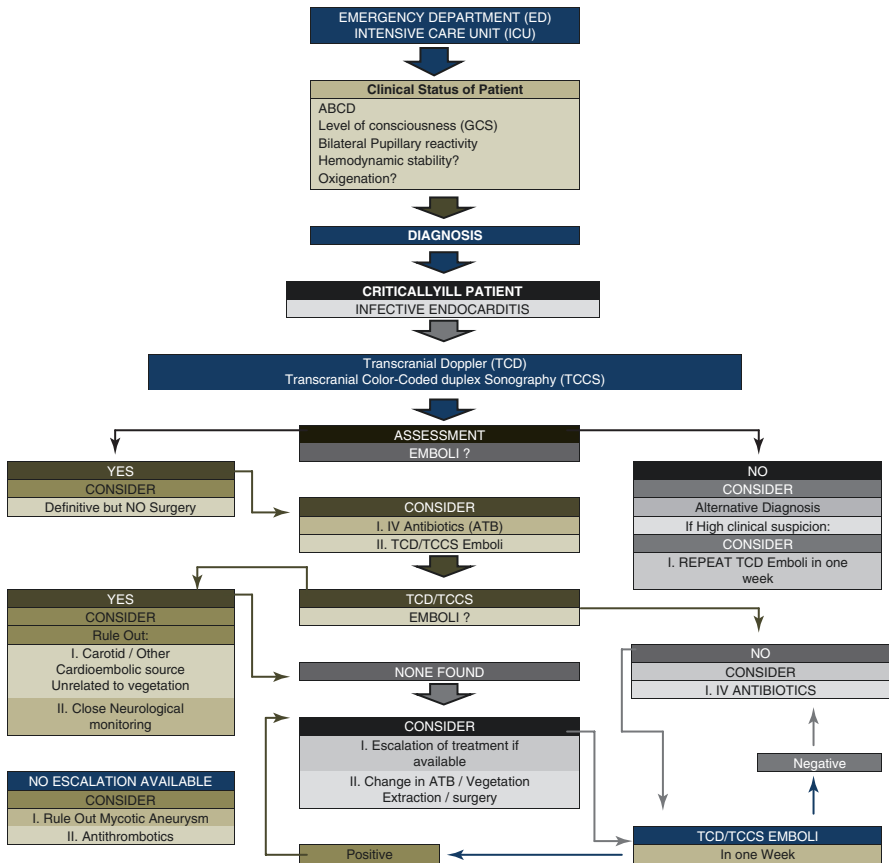 EMERGENCY DEPARTMENT (ED)
INTENSIVE CARE UNIT (ICU)
Clinical Status of Patient
ABCD
Level of consciousness (GCS)
Bilateral Pupillary reactivity
Hemodynamic stability?
Oxigenation?
DIAGNOSIS
CRITICALLYILL PATIENT
INFECTIVE ENDOCARDITIS
Transcranial Doppler (TCD)
Transcranial Color-Coded duplex Sonography (TCCS)
ASSESSMENT
EMBOLI ?
YES
CONSIDER
Definitive but NO Surgery
NO
CONSIDER
Alternative Diagnosis
If High clinical suspicion:
CONSIDER
I. REPEAT TCD Emboli in one
week
CONSIDER
I. IV Antibiotics (ATB)
II. TCD/TCCS Emboli
TCD/TCCS
EMBOLI ?
YES
CONSIDER
Rule Out:
I. Carotid / Other
Cardioembolic source
Unrelated to vegetation
II. Close Neurological
monitoring
NONE FOUND
CONSIDER
I. Escalation of treatment if
available
II. Change in ATB / Vegetation
Extraction / surgery
NO
CONSIDER
I. IV ANTIBIOTICS
Negative
NO ESCALATION AVAILABLE
CONSIDER
I. Rule Out Mycotic Aneurysm
II. Antithrombotics
TCD/TCCS EMBOLI
In one Week
Positive